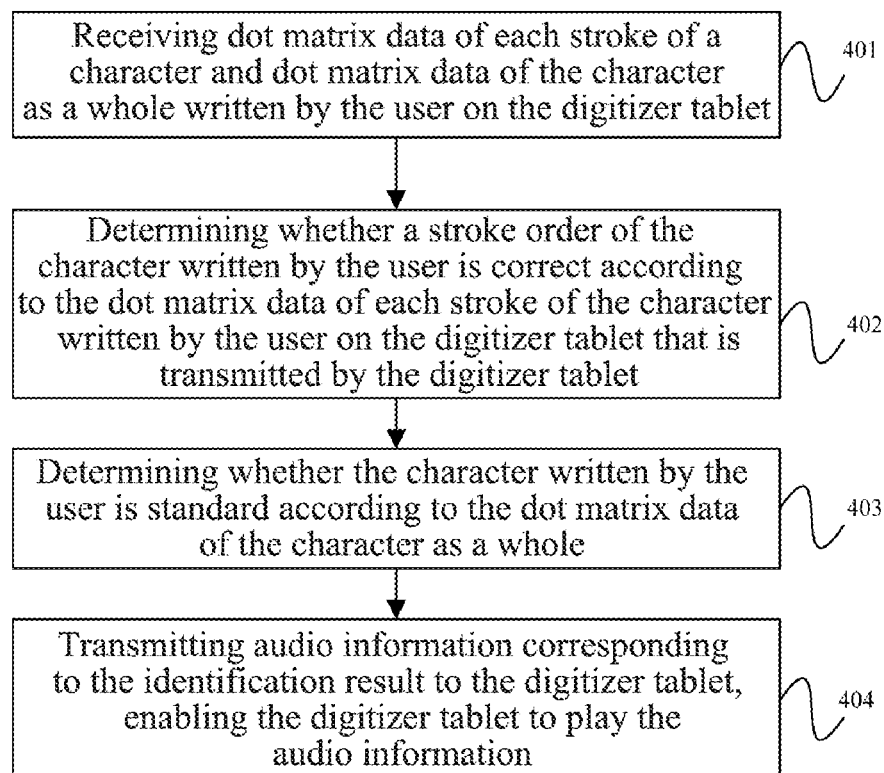 Receiving dot matrix data of each stroke of a
character and dot matrix data of the character
as a whole written by the user on the digitizer tablet
401
Determining whether a stroke order of the
character written by the user is correct according
to the dot matrix data of each stroke of the character
written by the user on the digitizer tablet that is
transmitted by the digitizer tablet
402
Determining whether the character written by the
user is standard according to the dot matrix data
of the character as a whole
403
Transmitting audio information corresponding
to the identification result to the digitizer tablet,
enabling the digitizer tablet to play the
audio information
404